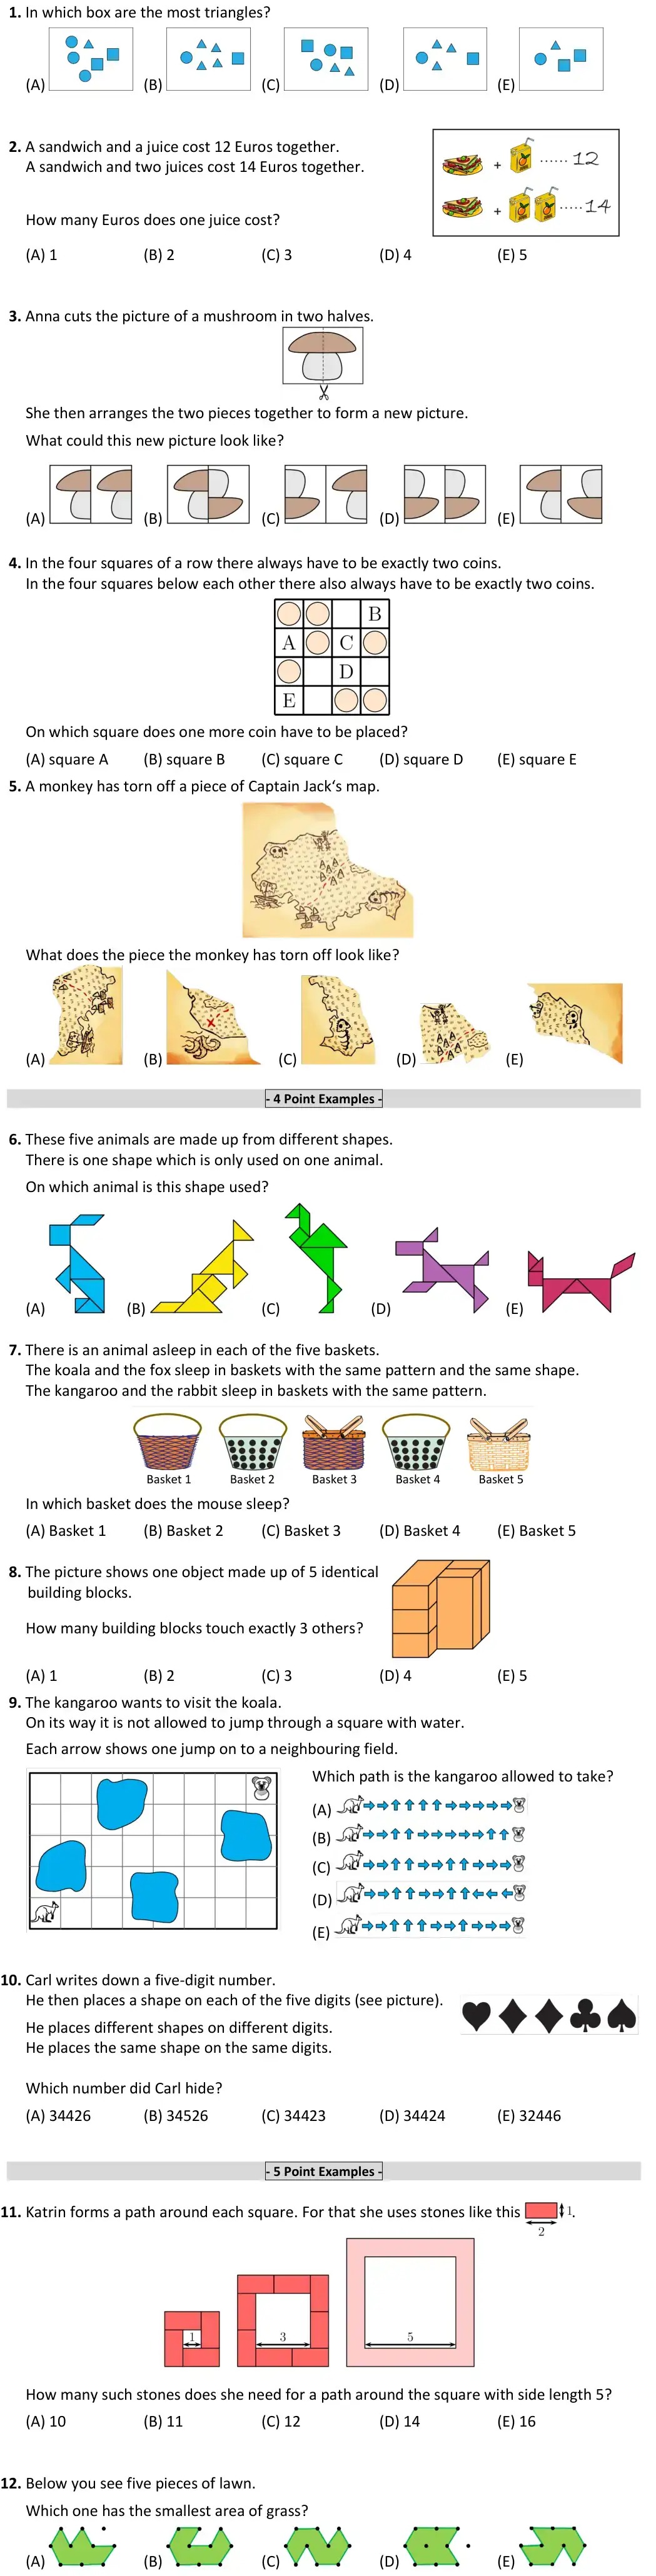 1. In which box are the most triangles?
(A) (B) (C) (D) (E)
2. A sandwich and a juice cost 12 Euros together.
A sandwich and two juices cost 14 Euros together.
+ ...... 12
+ .....14
How many Euros does one juice cost?
(A) 1 (B) 2 (C) 3 (D) 4 (E) 5
3. Anna cuts the picture of a mushroom in two halves.
She then arranges the two pieces together to form a new picture.
What could this new picture look like?
(A) (B) (C) (D) (E)
4. In the four squares of a row there always have to be exactly two coins.
In the four squares below each other there also always have to be exactly two coins.
B
A C
D
E
On which square does one more coin have to be placed?
(A) square A (B) square B (C) square C (D) square D (E) square E
5. A monkey has torn off a piece of Captain Jack‘s map.
What does the piece the monkey has torn off look like?
(A) (B) (C) (D) (E)
- 4 Point Examples -
6. These five animals are made up from different shapes.
There is one shape which is only used on one animal.
On which animal is this shape used?
(A) (B) (C) (D) (E)
7. There is an animal asleep in each of the five baskets.
The koala and the fox sleep in baskets with the same pattern and the same shape.
The kangaroo and the rabbit sleep in baskets with the same pattern.
Basket 1 Basket 2 Basket 3 Basket 4 Basket 5
In which basket does the mouse sleep?
(A) Basket 1 (B) Basket 2 (C) Basket 3 (D) Basket 4 (E) Basket 5
8. The picture shows one object made up of 5 identical
building blocks.
How many building blocks touch exactly 3 others?
(A) 1 (B) 2 (C) 3 (D) 4 (E) 5
9. The kangaroo wants to visit the koala.
On its way it is not allowed to jump through a square with water.
Each arrow shows one jump on to a neighbouring field.
Which path is the kangaroo allowed to take?
(A)
(B)
(C)
(D)
(E)
10. Carl writes down a five-digit number.
He then places a shape on each of the five digits (see picture).
He places different shapes on different digits.
He places the same shape on the same digits.
Which number did Carl hide?
(A) 34426 (B) 34526 (C) 34423 (D) 34424 (E) 32446
- 5 Point Examples -
11. Katrin forms a path around each square. For that she uses stones like this 1.
2
1 3 5
How many such stones does she need for a path around the square with side length 5?
(A) 10 (B) 11 (C) 12 (D) 14 (E) 16
12. Below you see five pieces of lawn.
Which one has the smallest area of grass?
(A) (B) (C) (D) (E)